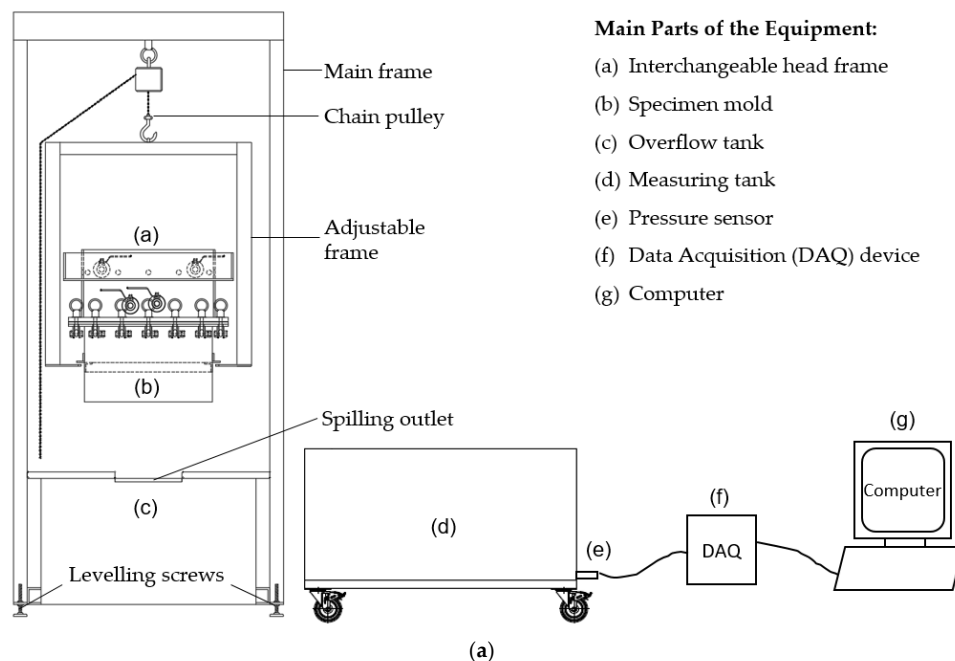 Main Parts of the Equipment:
(a) Interchangeable head frame
(b) Specimen mold
(c) Overflow tank
(d) Measuring tank
(e) Pressure sensor
(f) Data Acquisition (DAQ) device
(g) Computer
Main frame
Chain pulley
(a)
Adjustable
frame
(b)
Spilling outlet
(c)
Levelling screws
(d)
(e)
(f)
DAQ
(g)
Computer
(a)